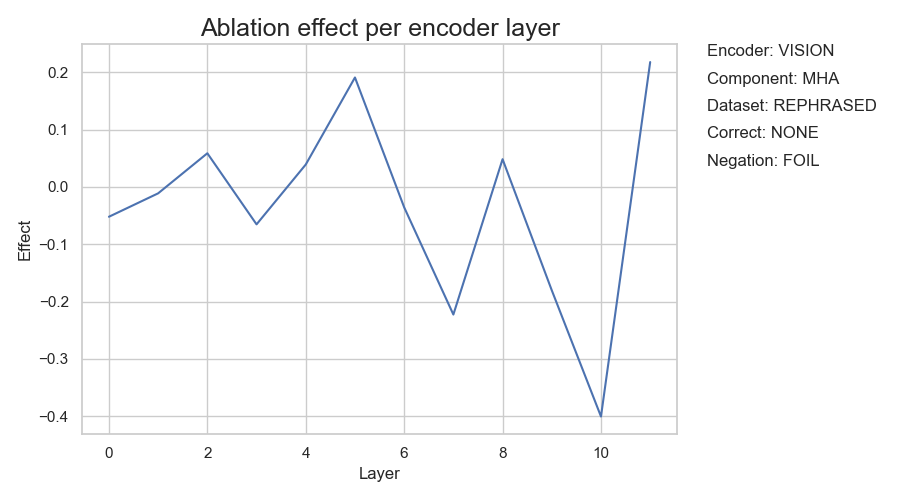 Ablation effect per encoder layer
Encoder: VISION
Component: MHA
Dataset: REPHRASED
Correct: NONE
Negation: FOIL
Effect
0.2
0.1
0.0
−0.1
−0.2
−0.3
−0.4
0 2 4 6 8 10
Layer